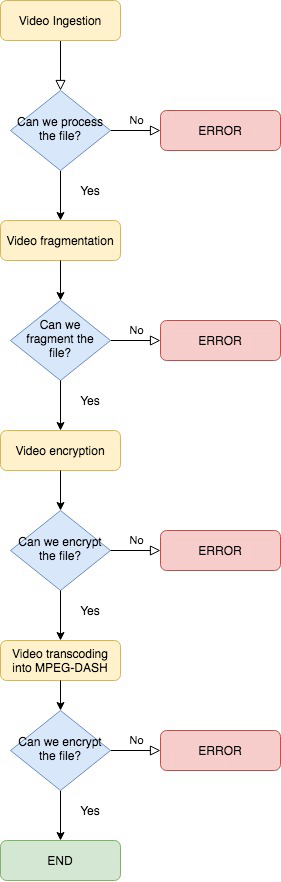 Video Ingestion
Can we process
the file?
No
ERROR
Yes
Video fragmentation
Can we
fragment the
file?
No
ERROR
Yes
Video encryption
Can we encrypt
the file?
No
ERROR
Yes
Video transcoding
into MPEG-DASH
Can we encrypt
the file?
No
ERROR
Yes
END